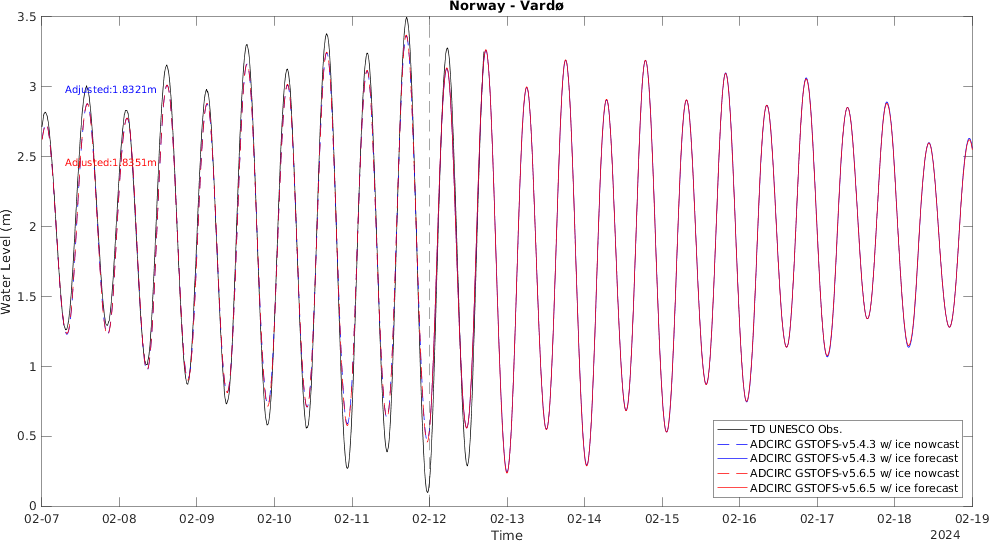 Norway - Vardø
3.5
3
2.5
2
1.5
1
0.5
0
Water Level (m)
Adjusted:1.8321m
Adjusted:1.8351m
TD UNESCO Obs.
ADCIRC GSTOFS-v5.4.3 w/ ice nowcast
ADCIRC GSTOFS-v5.4.3 w/ ice forecast
ADCIRC GSTOFS-v5.6.5 w/ ice nowcast
ADCIRC GSTOFS-v5.6.5 w/ ice forecast
02-07 02-08 02-09 02-10 02-11 02-12 02-13 02-14 02-15 02-16 02-17 02-18 02-19
Time
2024